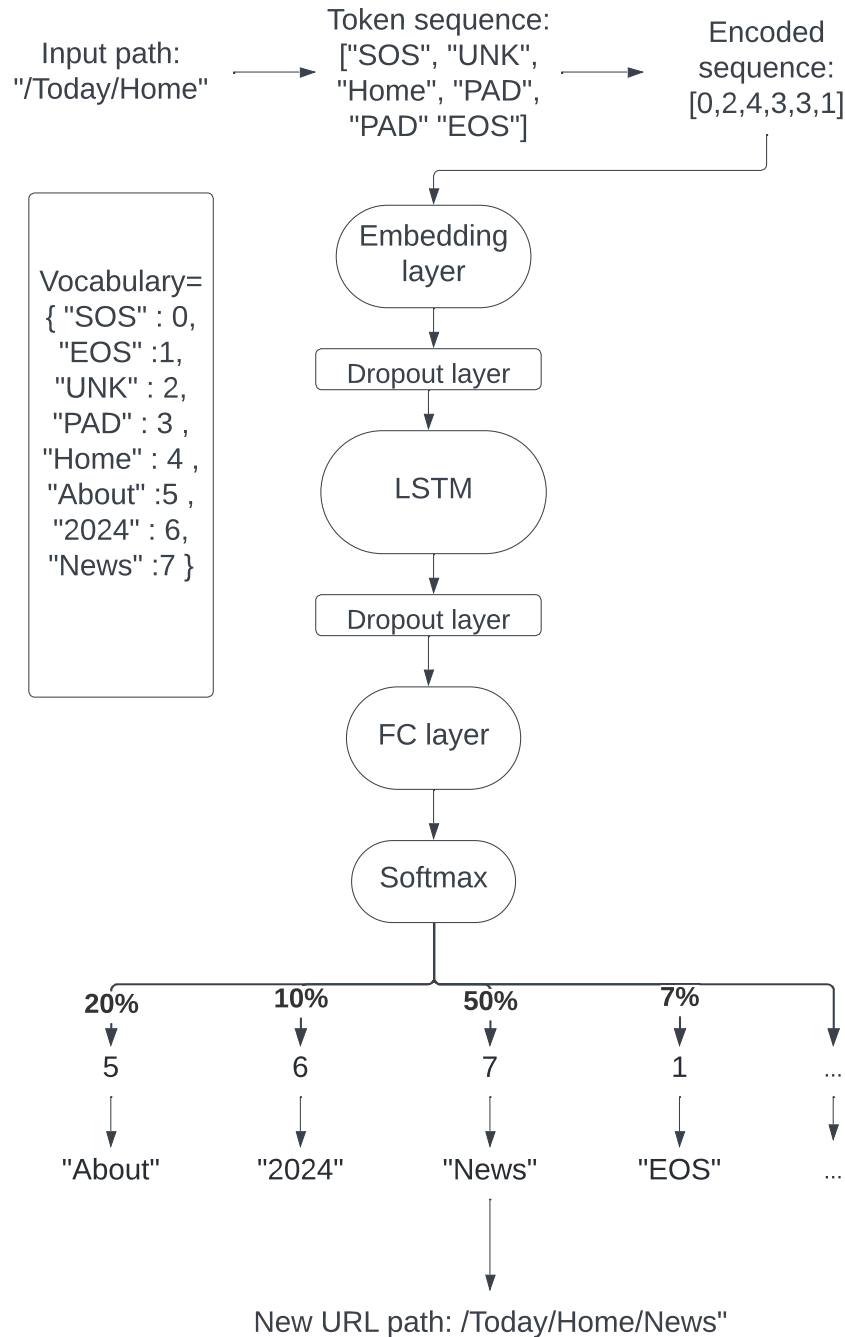 Input path:
"/Today/Home"
Token sequence:
["SOS", "UNK",
"Home", "PAD",
"PAD" "EOS"]
Encoded
sequence:
[0,2,4,3,3,1]
Vocabulary=
{ "SOS" : 0,
"EOS" :1,
"UNK" : 2,
"PAD" : 3 ,
"Home" : 4 ,
"About" :5 ,
"2024" : 6,
"News" :7 }
Embedding
layer
Dropout layer
LSTM
Dropout layer
FC layer
Softmax
20% 10% 50% 7%
5 6 7 1 ...
"About" "2024" "News" "EOS" ...
New URL path: /Today/Home/News"